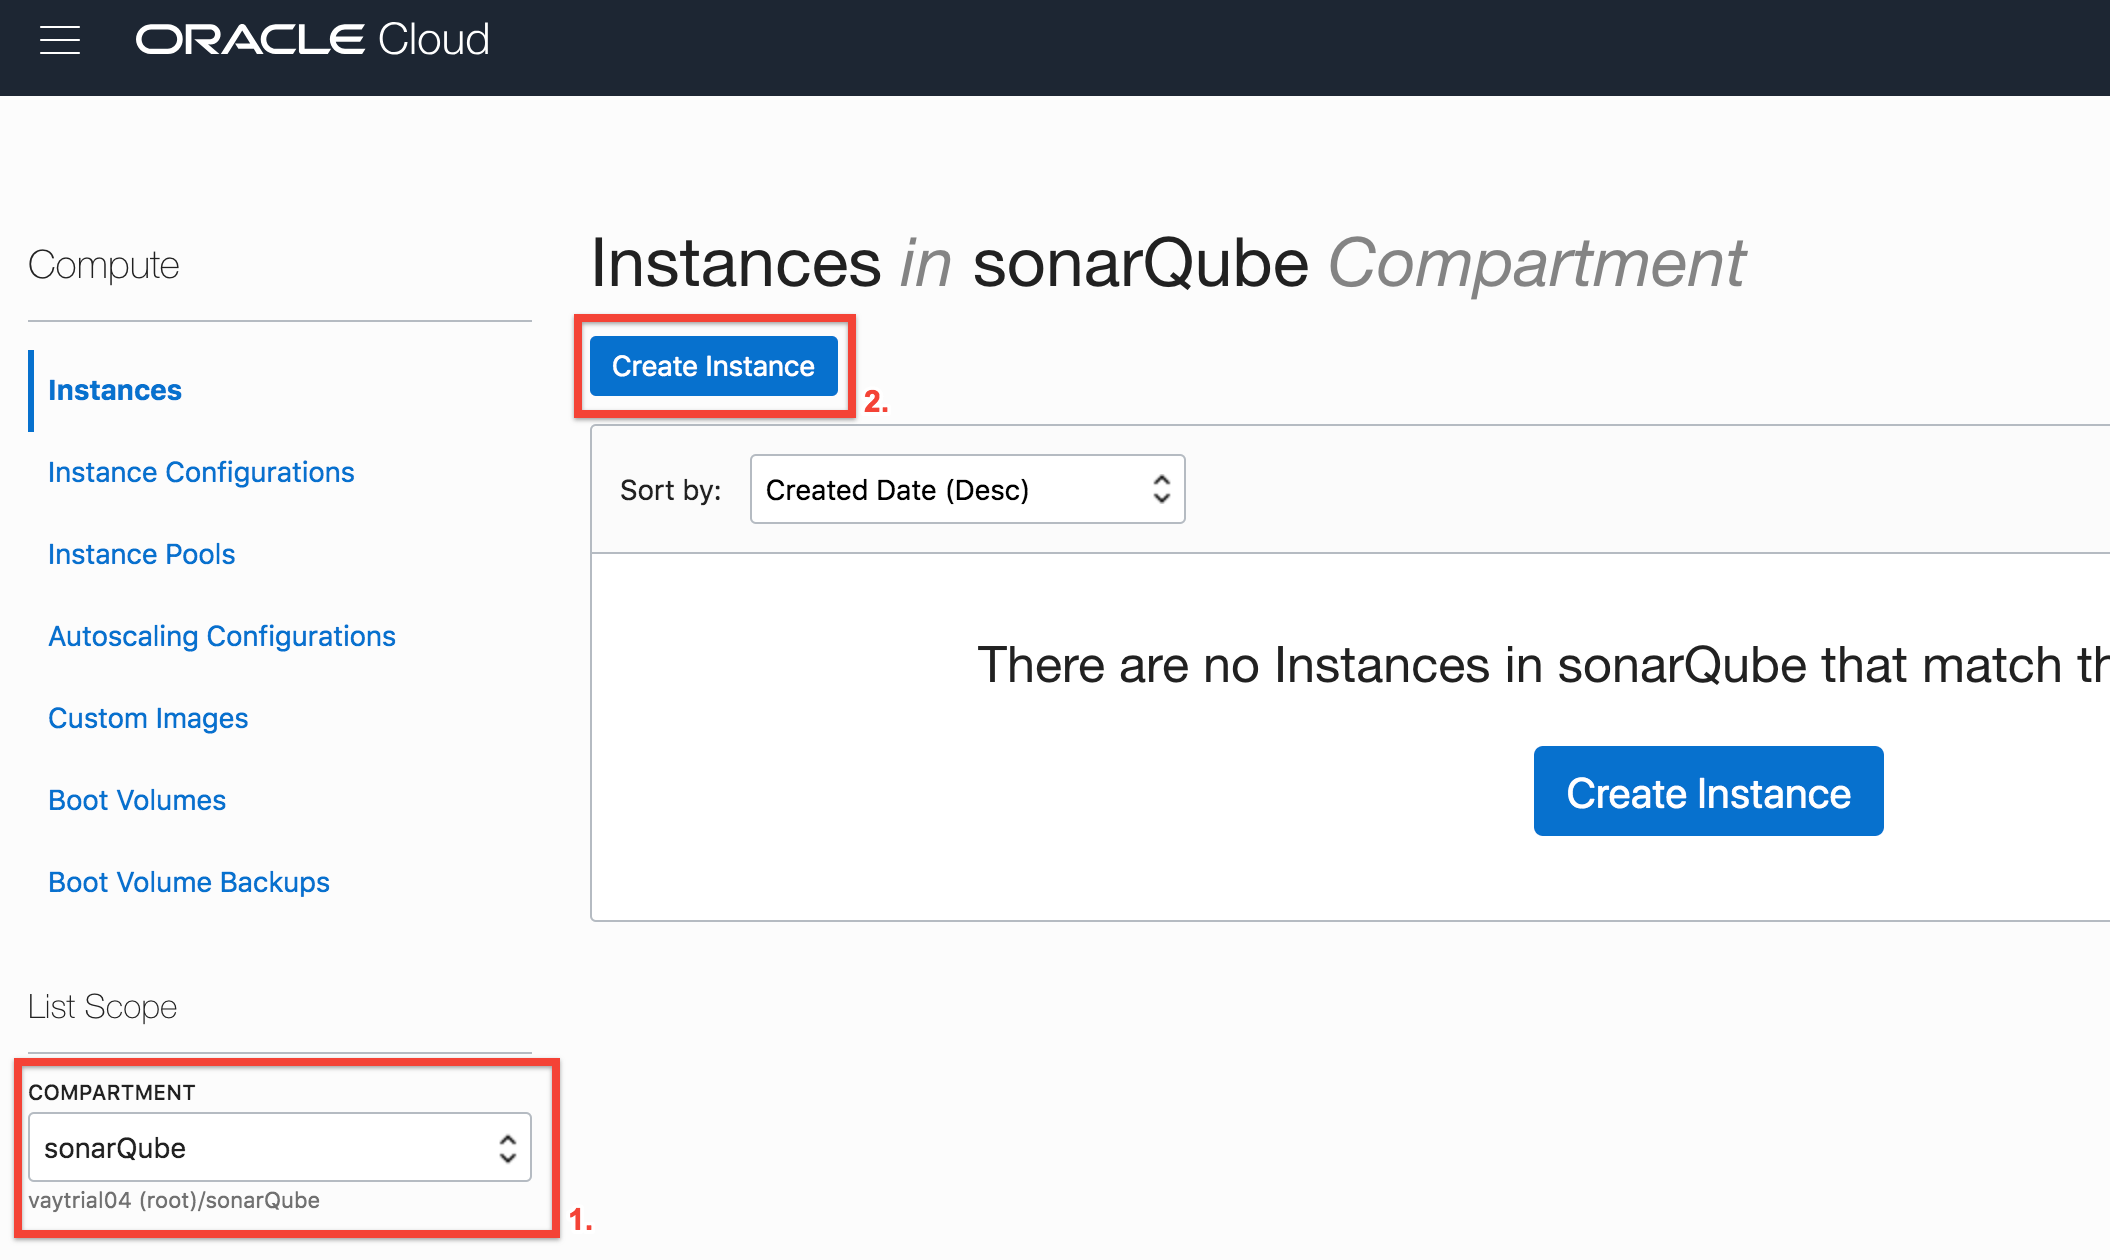 ORACLE Cloud
Compute
Instances
Instance Configurations
Instance Pools
Autoscaling Configurations
Custom Images
Boot Volumes
Boot Volume Backups
List Scope
COMPARTMENT
sonarQube
vaytrial04 (root)/sonarQube
1.
Instances in sonarQube Compartment
Create Instance
2.
Sort by: Created Date (Desc)
There are no Instances in sonarQube that match
Create Instance